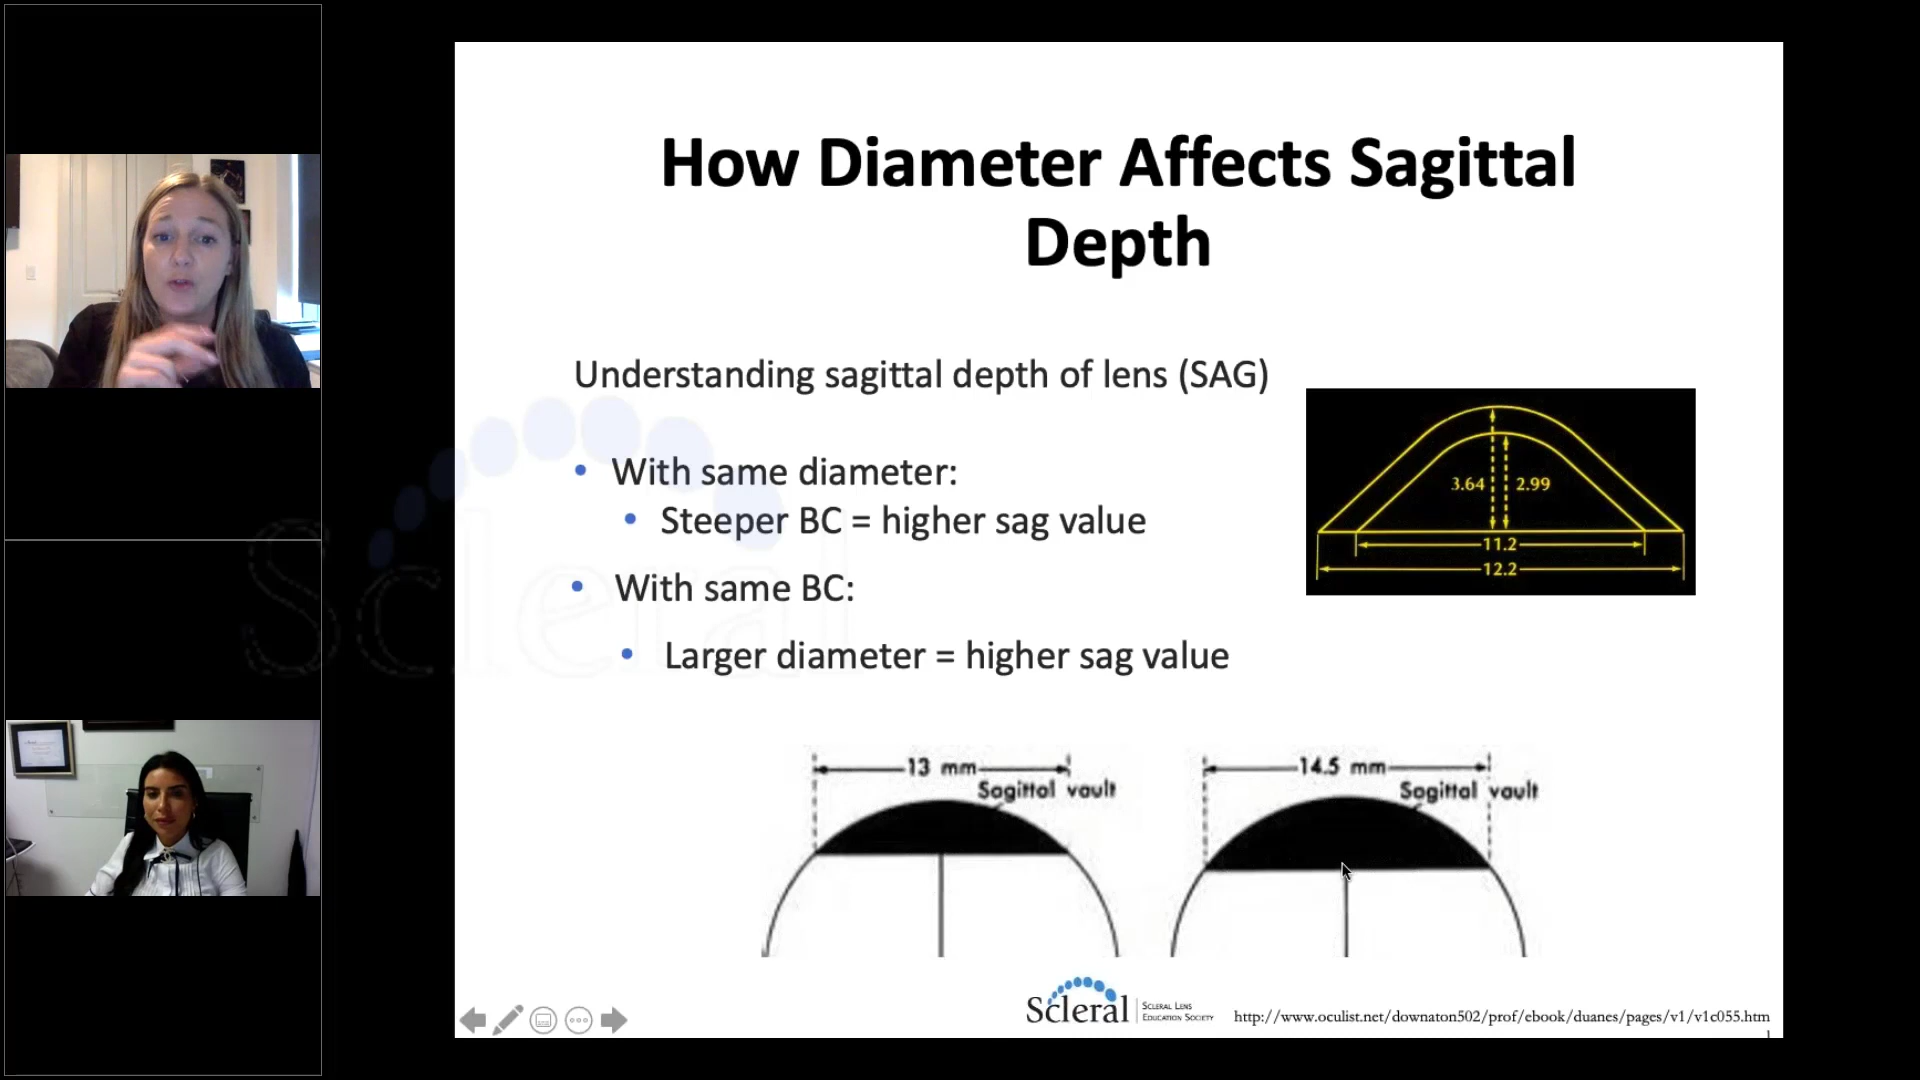 How Diameter Affects Sagittal
Depth
Understanding sagittal depth of lens (SAG)
• With same diameter:
• Steeper BC = higher sag value
• With same BC:
• Larger diameter = higher sag value
3.64 2.99
11.2
12.2
13 mm
Sagittal vault
14.5 mm
Sagittal vault
Scleral
Scleral
SCLERAL LENS
EDUCATION SOCIETY
http://www.oculist.net/downaton502/prof/ebook/duanes/pages/v1/v1c055.htm